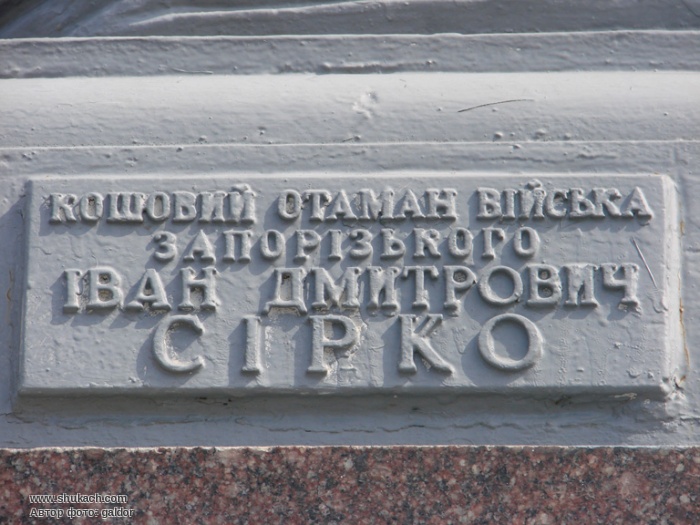 КОШОВИЙ ОТАМАН ВІЙСЬКА
ЗАПОРІЗЬКОГО
ІВАН ДМИТРОВИЧ
СІРКО
www.shukach.com
Автор фото: galdor